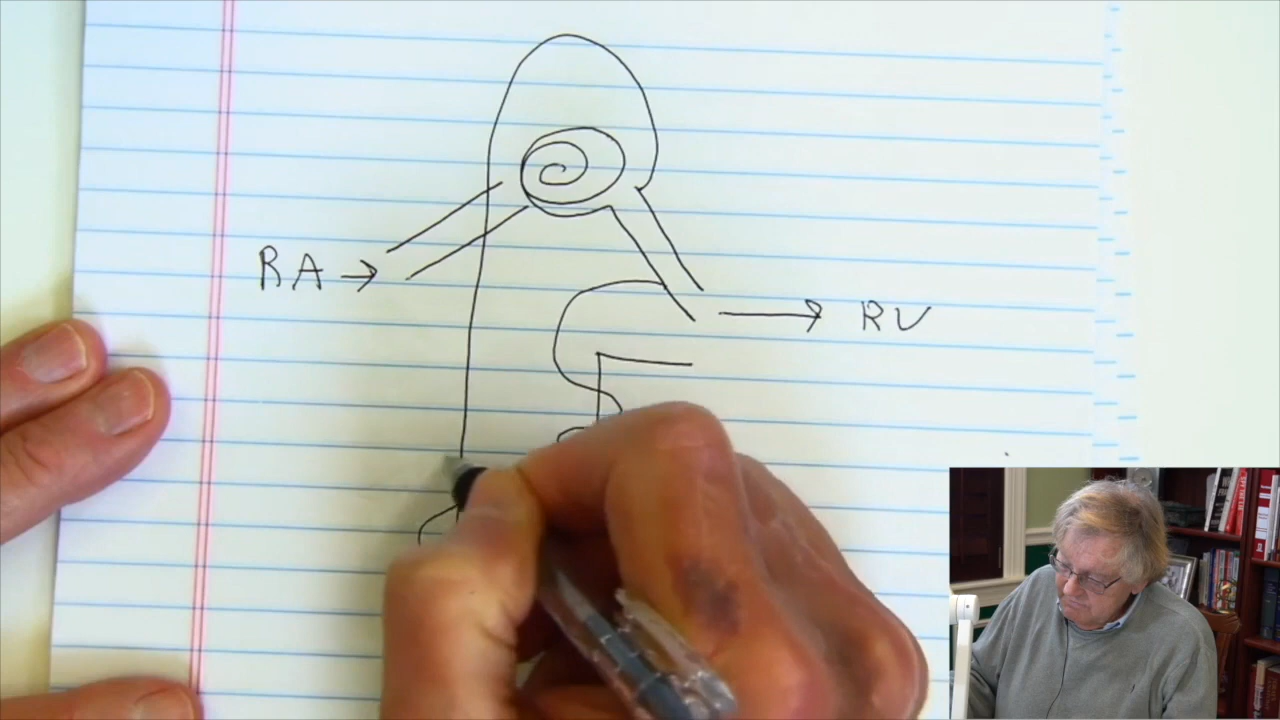 RA →
→ RV